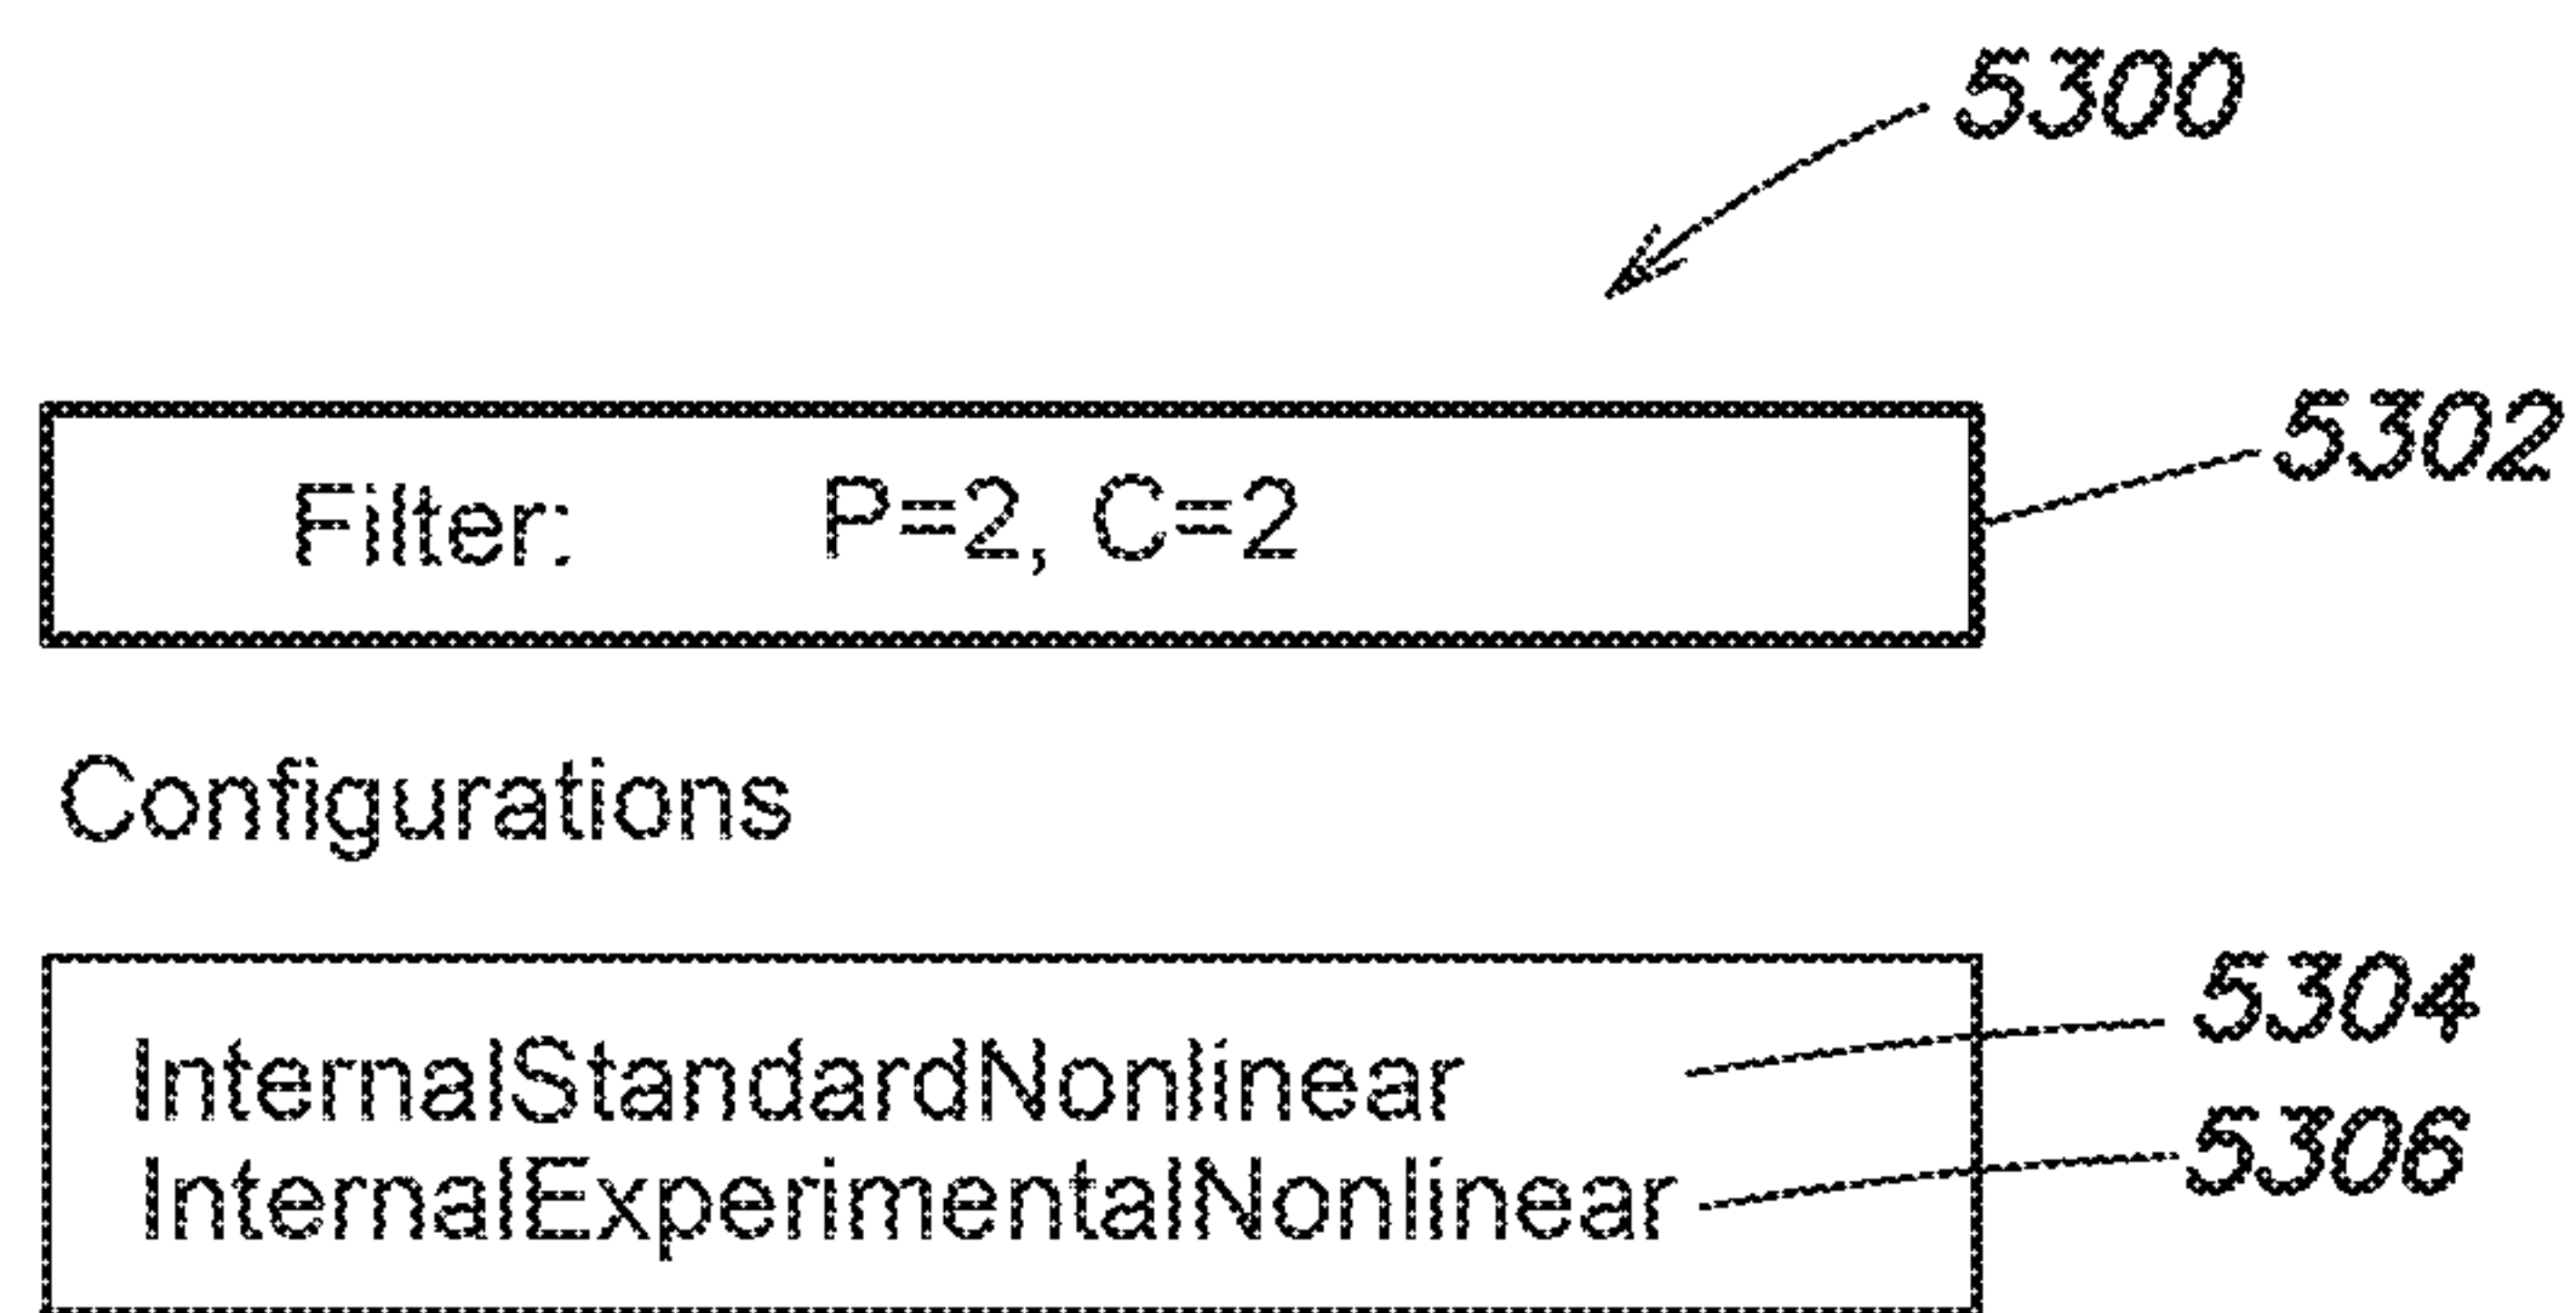 5300
Filter: P=2, C=2
5302
Configurations
InternalStandardNonlinear
5304
InternalExperimentalNonlinear
5306